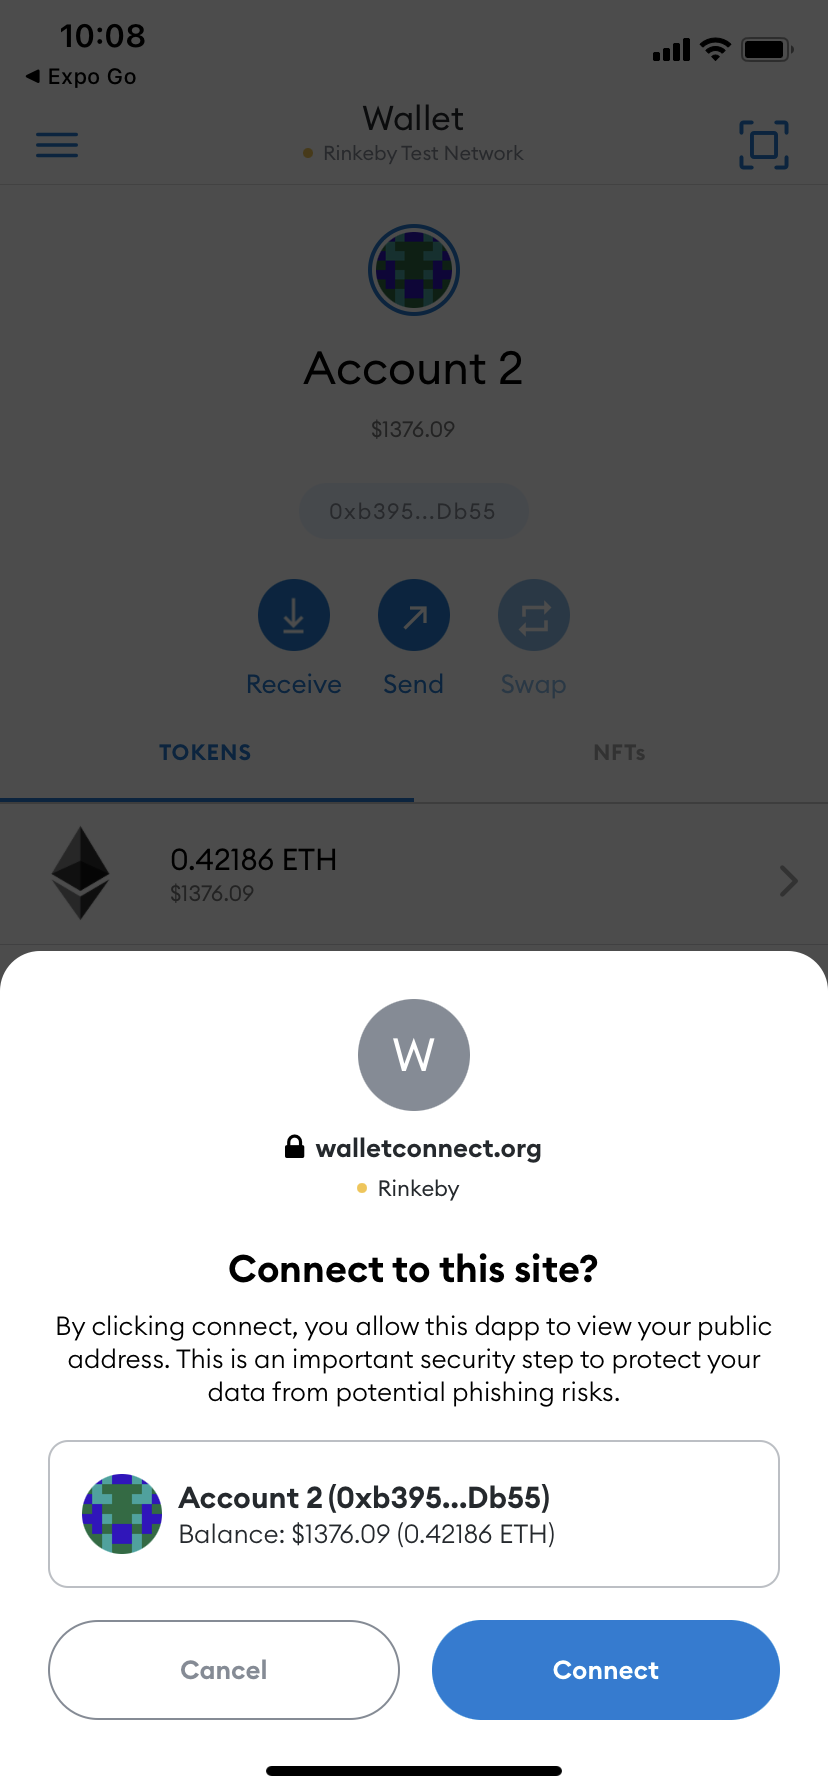 10:08
◀ Expo Go
Wallet
Rinkeby Test Network
Account 2
$1376.09
0xb395...Db55
Receive Send Swap
TOKENS NFTs
0.42186 ETH
$1376.09
W
walletconnect.org
Rinkeby
Connect to this site?
By clicking connect, you allow this dapp to view your public
address. This is an important security step to protect your
data from potential phishing risks.
Account 2 (0xb395...Db55)
Balance: $1376.09 (0.42186 ETH)
Cancel Connect